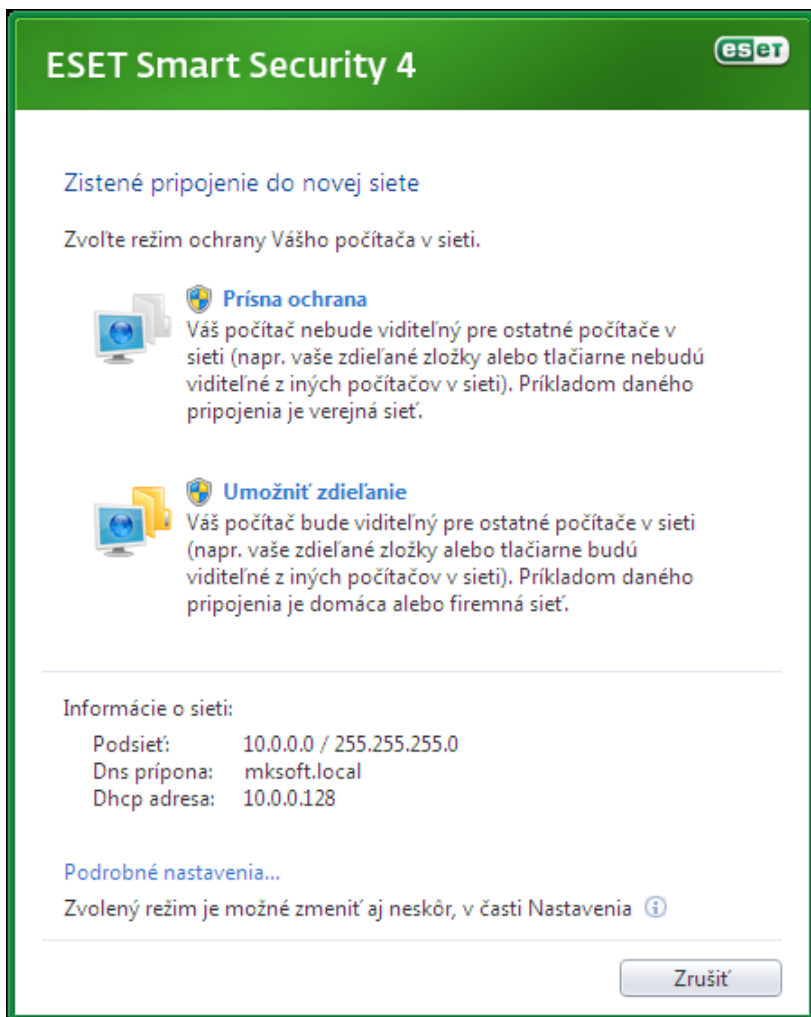 ESET Smart Security 4
eset
Zistené pripojenie do novej siete
Zvoľte režim ochrany Vášho počítača v sieti.
Prísna ochrana
Váš počítač nebude viditeľný pre ostatné počítače v
sieti (napr. vaše zdieľané zložky alebo tlačiarne nebudú
viditeľné z iných počítačov v sieti). Príkladom daného
pripojenia je verejná sieť.
Umožniť zdieľanie
Váš počítač bude viditeľný pre ostatné počítače v sieti
(napr. vaše zdieľané zložky alebo tlačiarne budú
viditeľné z iných počítačov v sieti). Príkladom daného
pripojenia je domáca alebo firemná sieť.
Informácie o sieti:
Podsieť: 10.0.0.0 / 255.255.255.0
Dns prípona: mksoft.local
Dhcp adresa: 10.0.0.128
Podrobné nastavenia...
Zvolený režim je možné zmeniť aj neskôr, v časti Nastavenia
Zrušiť